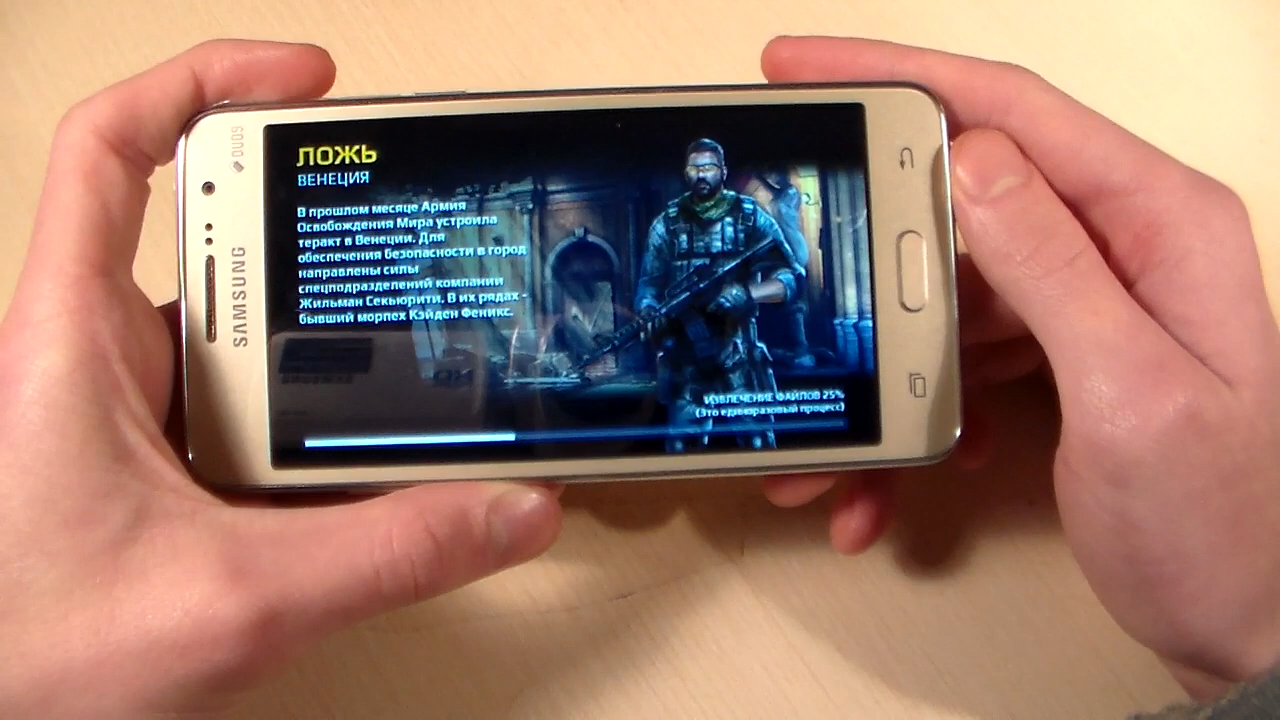 DUOS
SAMSUNG
ЛОЖЬ
ВЕНЕЦИЯ
В прошлом месяце Армия
Освобождения Мира устроила
теракт в Венеции. Для
обеспечения безопасности в город
направлены силы
спецподразделений компании
Жильман Секьюрити. В их рядах -
бывший морпех Кэйден Феникс.
ИЗВЛЕЧЕНИЕ ФАЙЛОВ 25%
(Это единоразовый процесс)